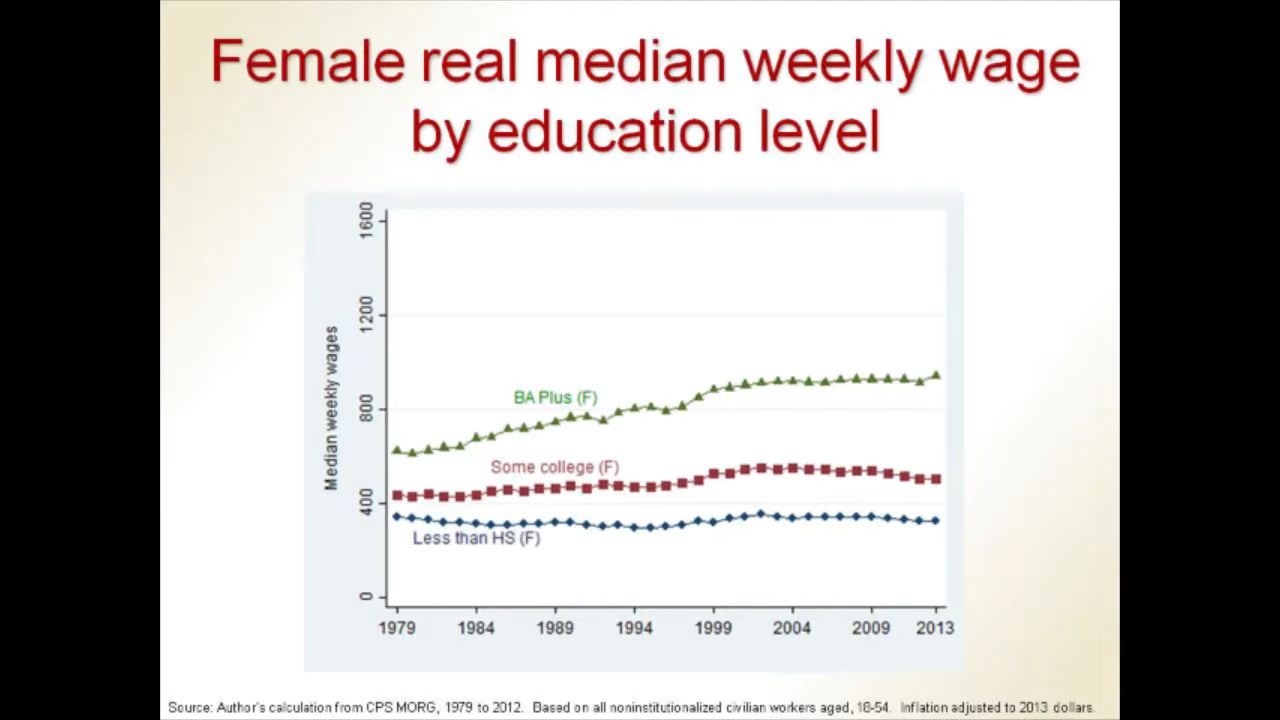 Female real median weekly wage
by education level
1600
1200
800
400
0
Median weekly wages
BA Plus (F)
Some college (F)
Less than HS (F)
1979 1984 1989 1994 1999 2004 2009 2013
Source: Author's calculation from CPS MORG, 1979 to 2012. Based on all noninstitutionalized civilian workers aged, 18-54. Inflation adjusted to 2013 dollars.